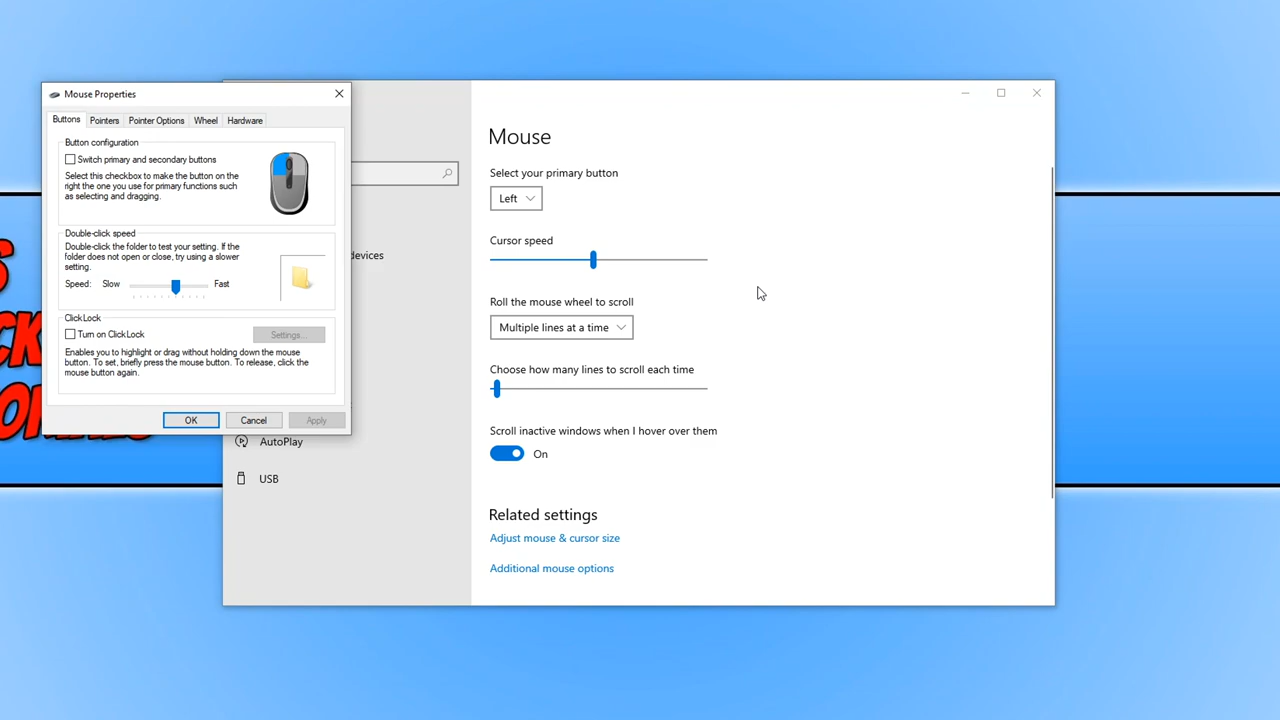 Mouse Properties
Buttons
Pointers
Pointer Options
Wheel
Hardware
Button configuration
Switch primary and secondary buttons
Select this checkbox to make the button on the
right the one you use for primary functions such
as selecting and dragging.
Double-click speed
Double-click the folder to test your setting. If the
folder does not open or close, try using a slower
setting.
Speed: Slow Fast
ClickLock
Turn on ClickLock
Settings...
Enables you to highlight or drag without holding down the mouse
button. To set, briefly press the mouse button. To release, click the
mouse button again.
OK
Cancel
Apply
devices
AutoPlay
USB
Mouse
Select your primary button
Left
Cursor speed
Roll the mouse wheel to scroll
Multiple lines at a time
Choose how many lines to scroll each time
Scroll inactive windows when I hover over them
On
Related settings
Adjust mouse & cursor size
Additional mouse options